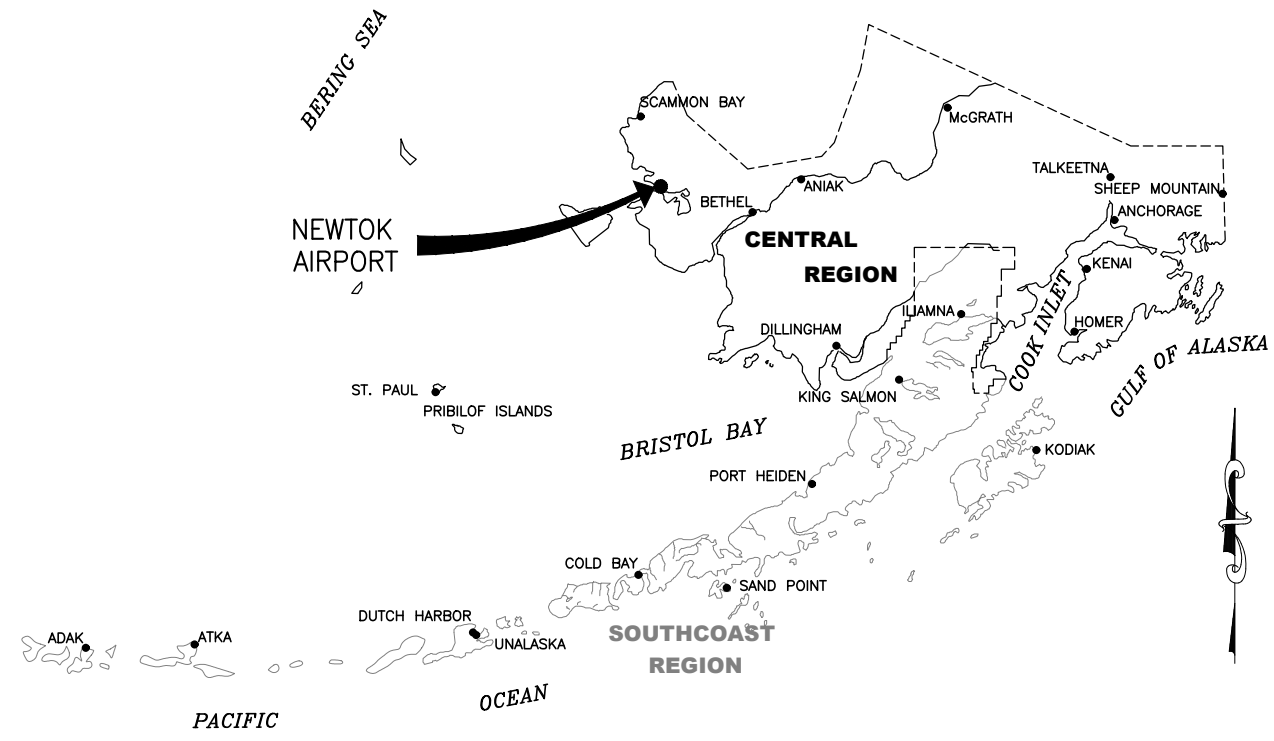 BERING SEA
SCAMMON BAY
McGRATH
TALKEETNA
SHEEP MOUNTAIN
ANIAK
BETHEL
ANCHORAGE
NEWTOK
AIRPORT
CENTRAL
REGION
KENAI
COOK INLET
ILIAMNA
HOMER
DILLINGHAM
GULF OF ALASKA
KING SALMON
ST. PAUL
PRIBILOF ISLANDS
BRISTOL BAY
KODIAK
PORT HEIDEN
COLD BAY
SAND POINT
DUTCH HARBOR
UNALASKA
SOUTHCOAST
REGION
ADAK
ATKA
PACIFIC
OCEAN